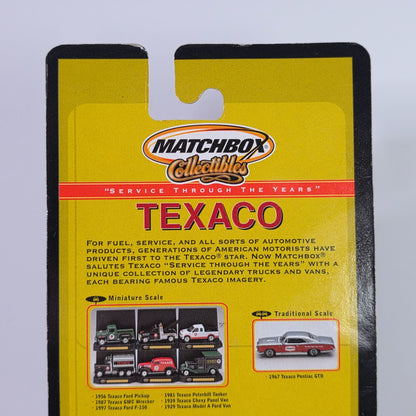 MATCHBOX
Collectibles
"SERVICE THROUGH THE YEARS"
TEXACO
FOR FUEL, SERVICE, AND ALL SORTS OF AUTOMOTIVE
PRODUCTS, GENERATIONS OF AMERICAN MOTORISTS HAVE
DRIVEN FIRST TO THE TEXACO® STAR. NOW MATCHBOX
SALUTES TEXACO "SERVICE THROUGH THE YEARS" WITH A
UNIQUE COLLECTION OF LEGENDARY TRUCKS AND VANS,
EACH BEARING FAMOUS TEXACO IMAGERY.
Miniature Scale
Traditional Scale
• 1956 Texaco Ford Pickup
• 1987 Texaco GMC Wrecker
• 1997 Texaco Ford F-150
• 1981 Texaco Peterbilt Tanker
• 1939 Texaco Chevy Panel Van
• 1929 Texaco Model A Ford Van
• 1967 Texaco Pontiac GTO